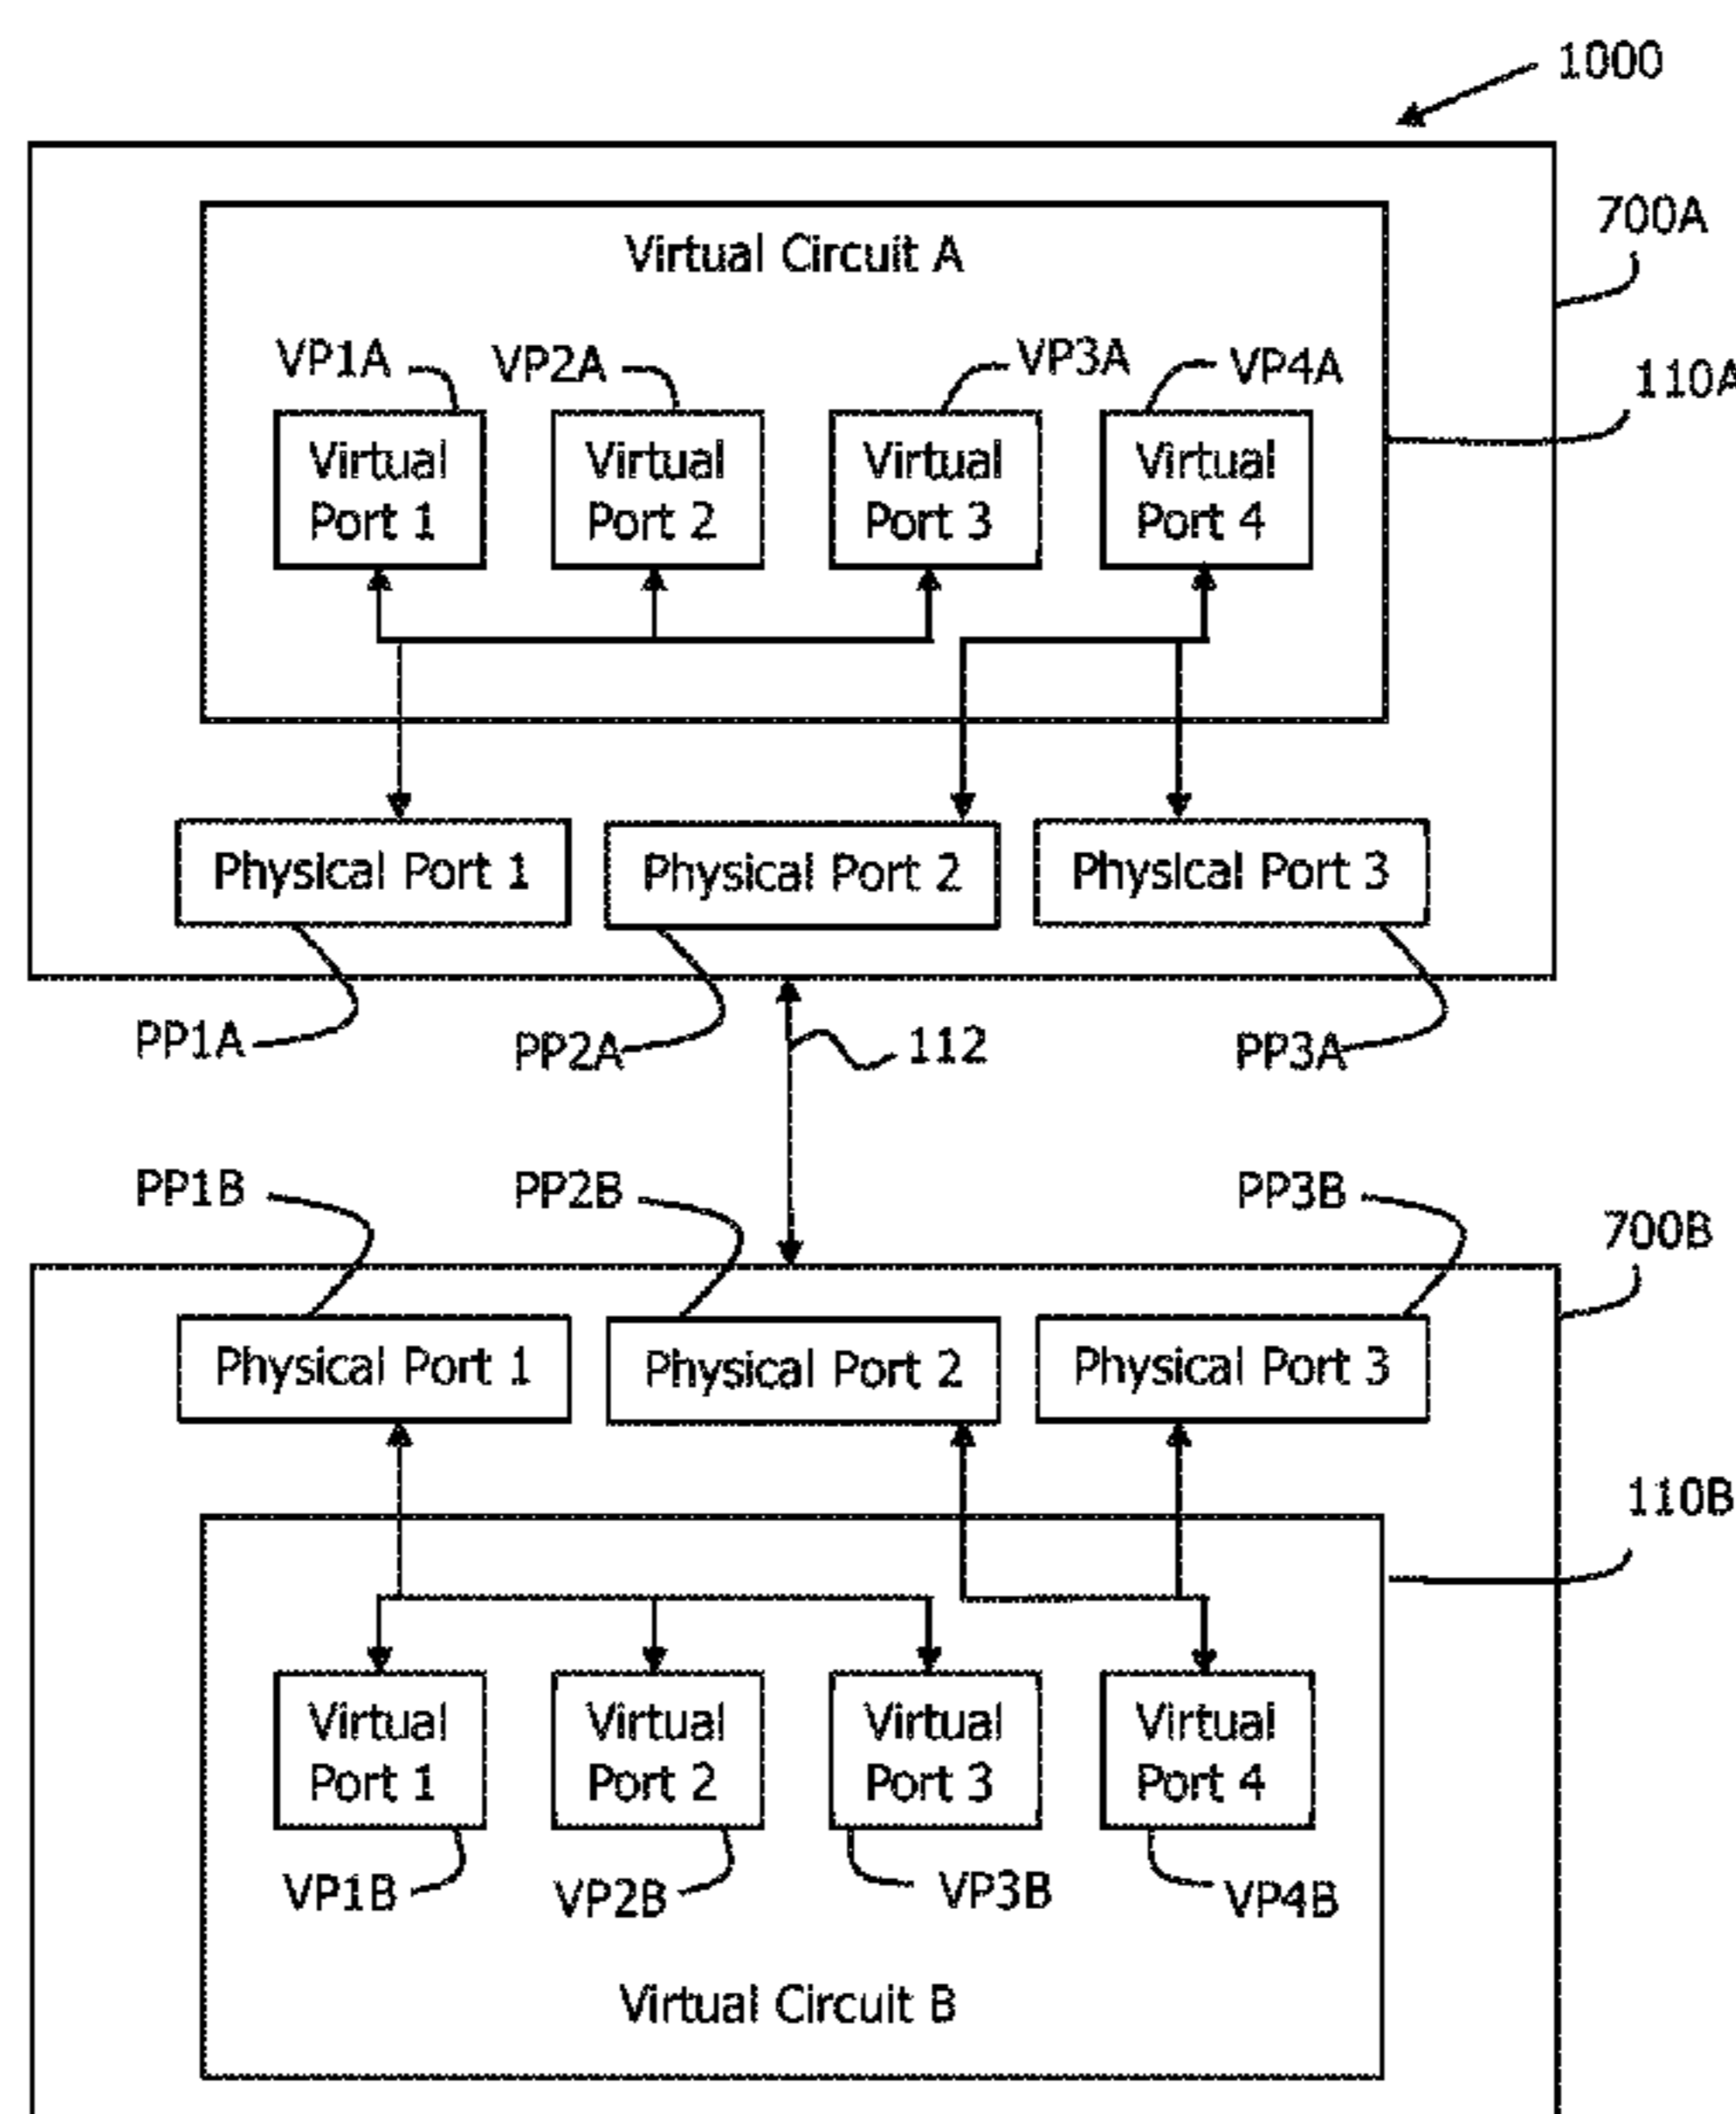 1000
700A
Virtual Circuit A
110A
VP1A
VP2A
VP3A
VP4A
Virtual
Port 1
Virtual
Port 2
Virtual
Port 3
Virtual
Port 4
Physical Port 1
Physical Port 2
Physical Port 3
PP1A
PP2A
112
PP3A
PP1B
PP2B
PP3B
700B
Physical Port 1
Physical Port 2
Physical Port 3
110B
Virtual
Port 1
Virtual
Port 2
Virtual
Port 3
Virtual
Port 4
VP1B
VP2B
VP3B
VP4B
Virtual Circuit B